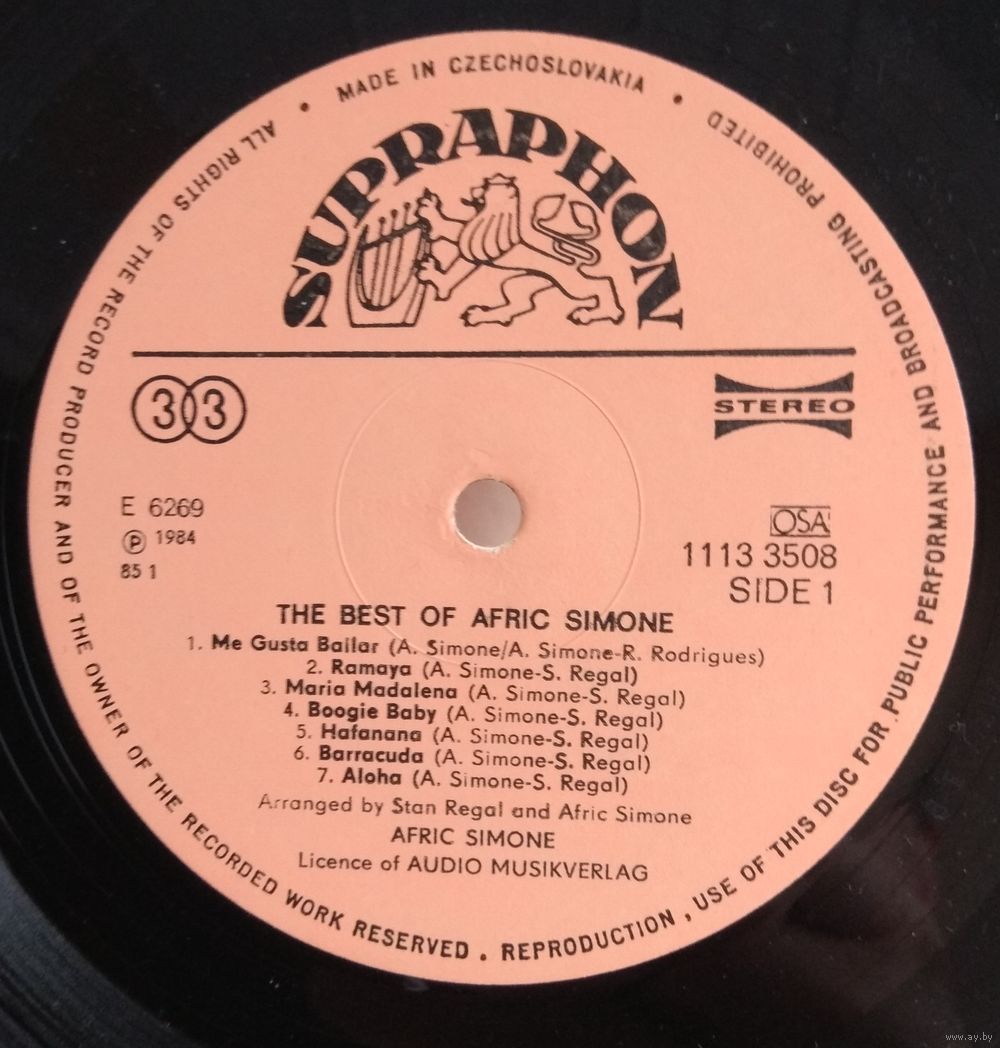 MADE IN CZECHOSLOVAKIA •
ALL RIGHTS OF THE RECORD PRODUCER AND OF THE OWNER OF THE RECORDED WORK RESERVED . REPRODUCTION , USE OF THIS DISC FOR PUBLIC PERFORMANCE AND BROADCASTING PROHIBITED •
SUPRAPHON
33
STEREO
E 6269
℗ 1984
85 1
OSA
1113 3508
SIDE 1
THE BEST OF AFRIC SIMONE
1. Me Gusta Bailar (A. Simone/A. Simone-R. Rodrigues)
2. Ramaya (A. Simone-S. Regal)
3. Maria Madalena (A. Simone-S. Regal)
4. Boogie Baby (A. Simone-S. Regal)
5. Hafanana (A. Simone-S. Regal)
6. Barracuda (A. Simone-S. Regal)
7. Aloha (A. Simone-S. Regal)
Arranged by Stan Regal and Afric Simone
AFRIC SIMONE
Licence of AUDIO MUSIKVERLAG
www.ay.by